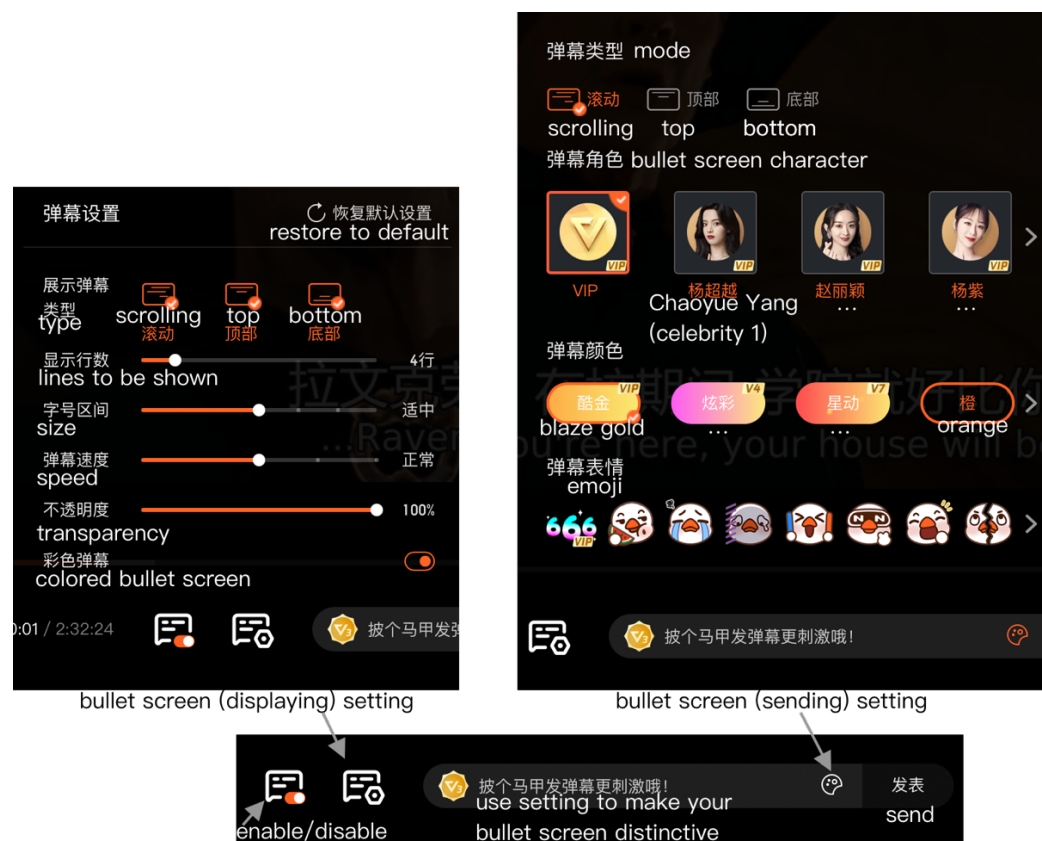 弹幕设置
恢复默认设置
restore to default
展示弹幕
类型
type
scrolling top bottom
滚动 顶部 底部
显示行数 4行
lines to be shown
字号区间 适中
size
弹幕速度 正常
speed
不透明度 100%
transparency
彩色弹幕
colored bullet screen
0:01 / 2:32:24
V3 披个马甲发弹
bullet screen (displaying) setting
弹幕类型 mode
滚动 顶部 底部
scrolling top bottom
弹幕角色 bullet screen character
VIP VIP VIP VIP
VIP 杨超越 赵丽颖 杨紫
Chaoyue Yang ... ...
(celebrity 1)
弹幕颜色
VIP V4 V7
酷金 炫彩 星动 橙
blaze gold ... ... orange
弹幕表情
emoji
666
VIP
V3 披个马甲发弹幕更刺激哦!
bullet screen (sending) setting
披个马甲发弹幕更刺激哦! 发表
use setting to make your send
enable/disable bullet screen distinctive